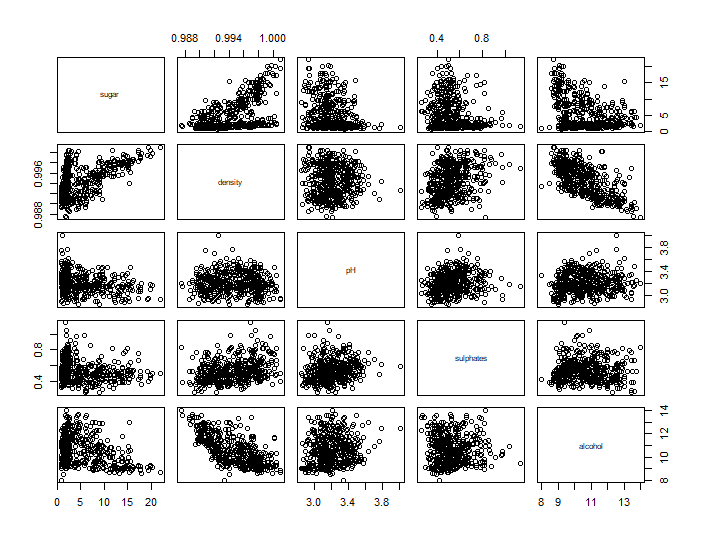 0.988 0.994 1.000 0.4 0.8
sugar
0 5 15
0.988 0.996
density
pH
3.0 3.4 3.8
0.4 0.8
sulphates
alcohol
8 10 11 12 13 14
0 5 10 15 20 3.0 3.4 3.8 8 9 11 13